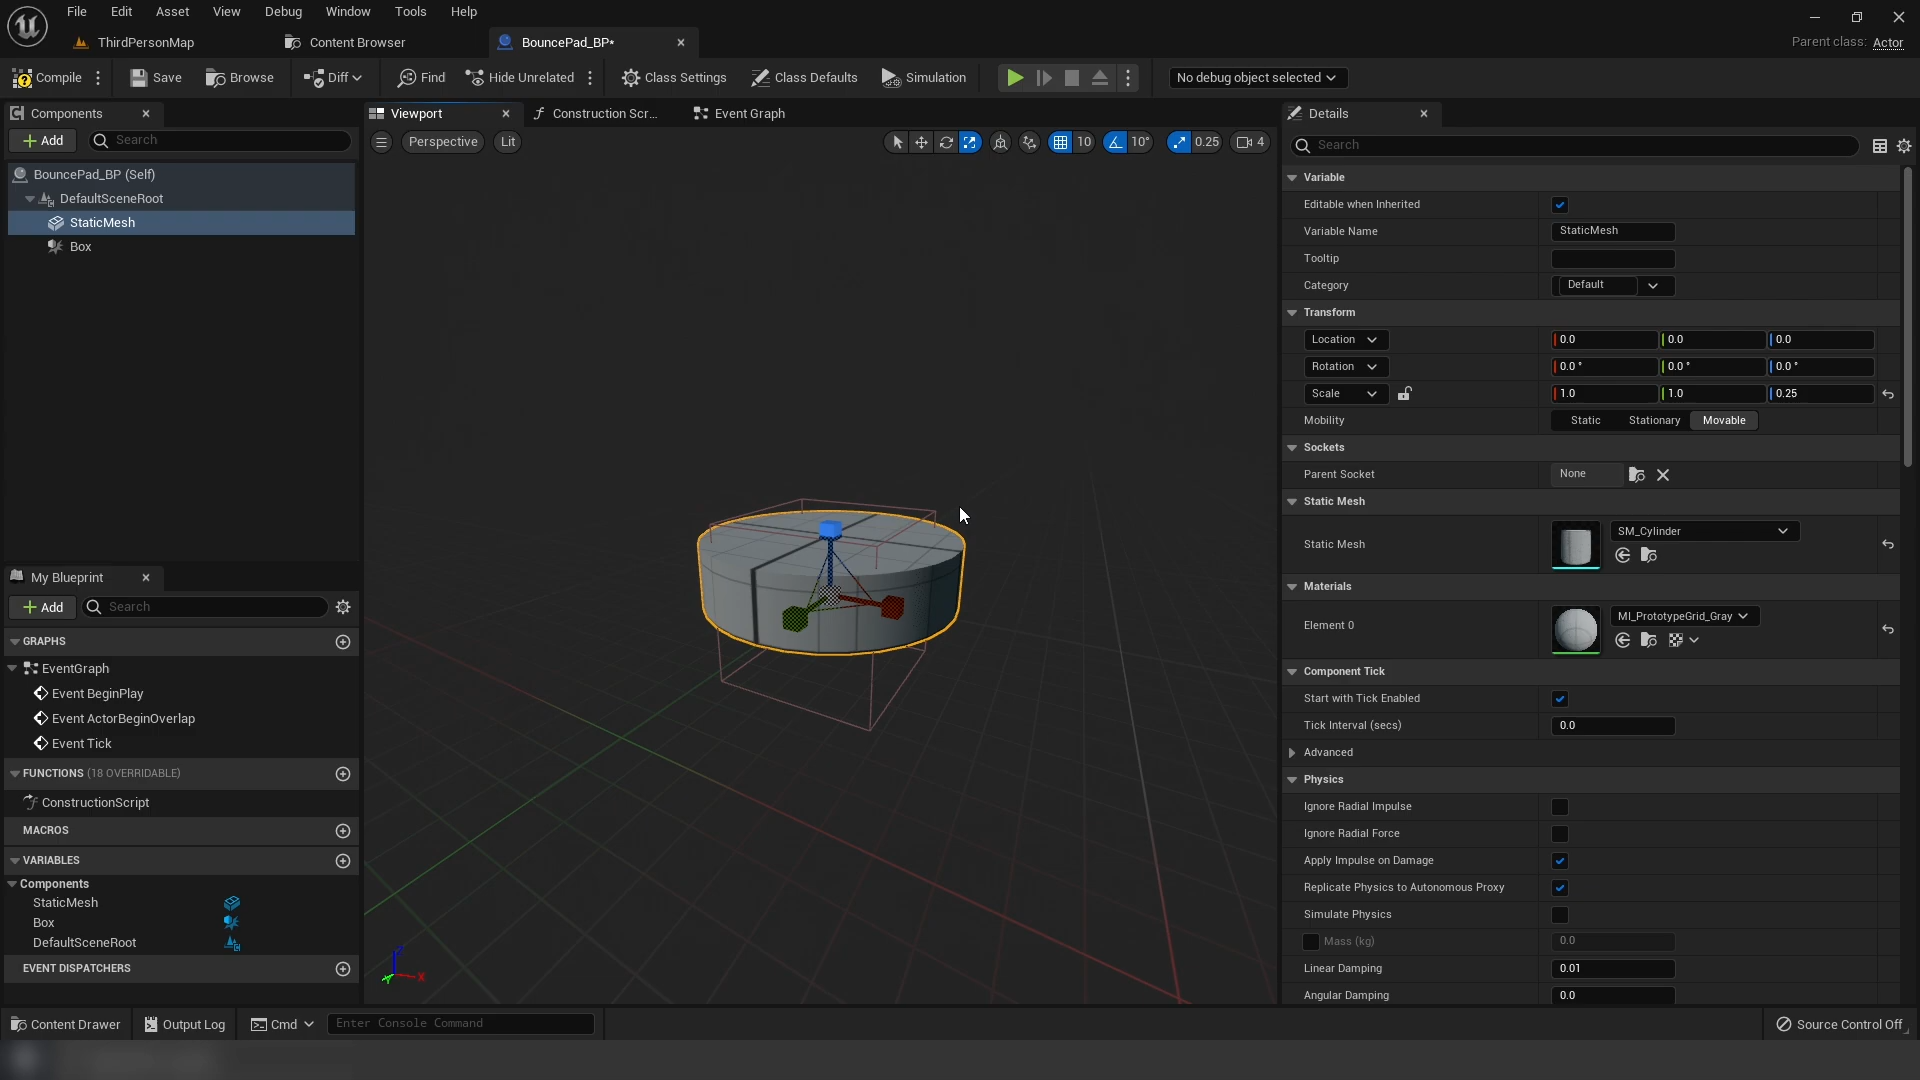 File Edit Asset View Debug Window Tools Help
ThirdPersonMap
Content Browser
BouncePad_BP*
Parent class: Actor
Compile
Save
Browse
Diff
Find
Hide Unrelated
Class Settings
Class Defaults
Simulation
No debug object selected
Components
Add
Search
BouncePad_BP (Self)
DefaultSceneRoot
StaticMesh
Box
My Blueprint
Add
Search
GRAPHS
EventGraph
Event BeginPlay
Event ActorBeginOverlap
Event Tick
FUNCTIONS (18 OVERRIDABLE)
ConstructionScript
MACROS
VARIABLES
Components
StaticMesh
Box
DefaultSceneRoot
EVENT DISPATCHERS
Viewport
Construction Scr...
Event Graph
Perspective
Lit
10
10°
0.25
4
X
Details
Search
Variable
Editable when Inherited
Variable Name StaticMesh
Tooltip
Category Default
Transform
Location 0.0 0.0 0.0
Rotation 0.0 ° 0.0 ° 0.0 °
Scale 1.0 1.0 0.25
Mobility Static Stationary Movable
Sockets
Parent Socket None
Static Mesh
Static Mesh SM_Cylinder
Materials
Element 0 MI_PrototypeGrid_Gray
Component Tick
Start with Tick Enabled
Tick Interval (secs) 0.0
Advanced
Physics
Ignore Radial Impulse
Ignore Radial Force
Apply Impulse on Damage
Replicate Physics to Autonomous Proxy
Simulate Physics
Mass (kg) 0.0
Linear Damping 0.01
Angular Damping 0.0
Content Drawer
Output Log
Cmd
Enter Console Command
Source Control Off